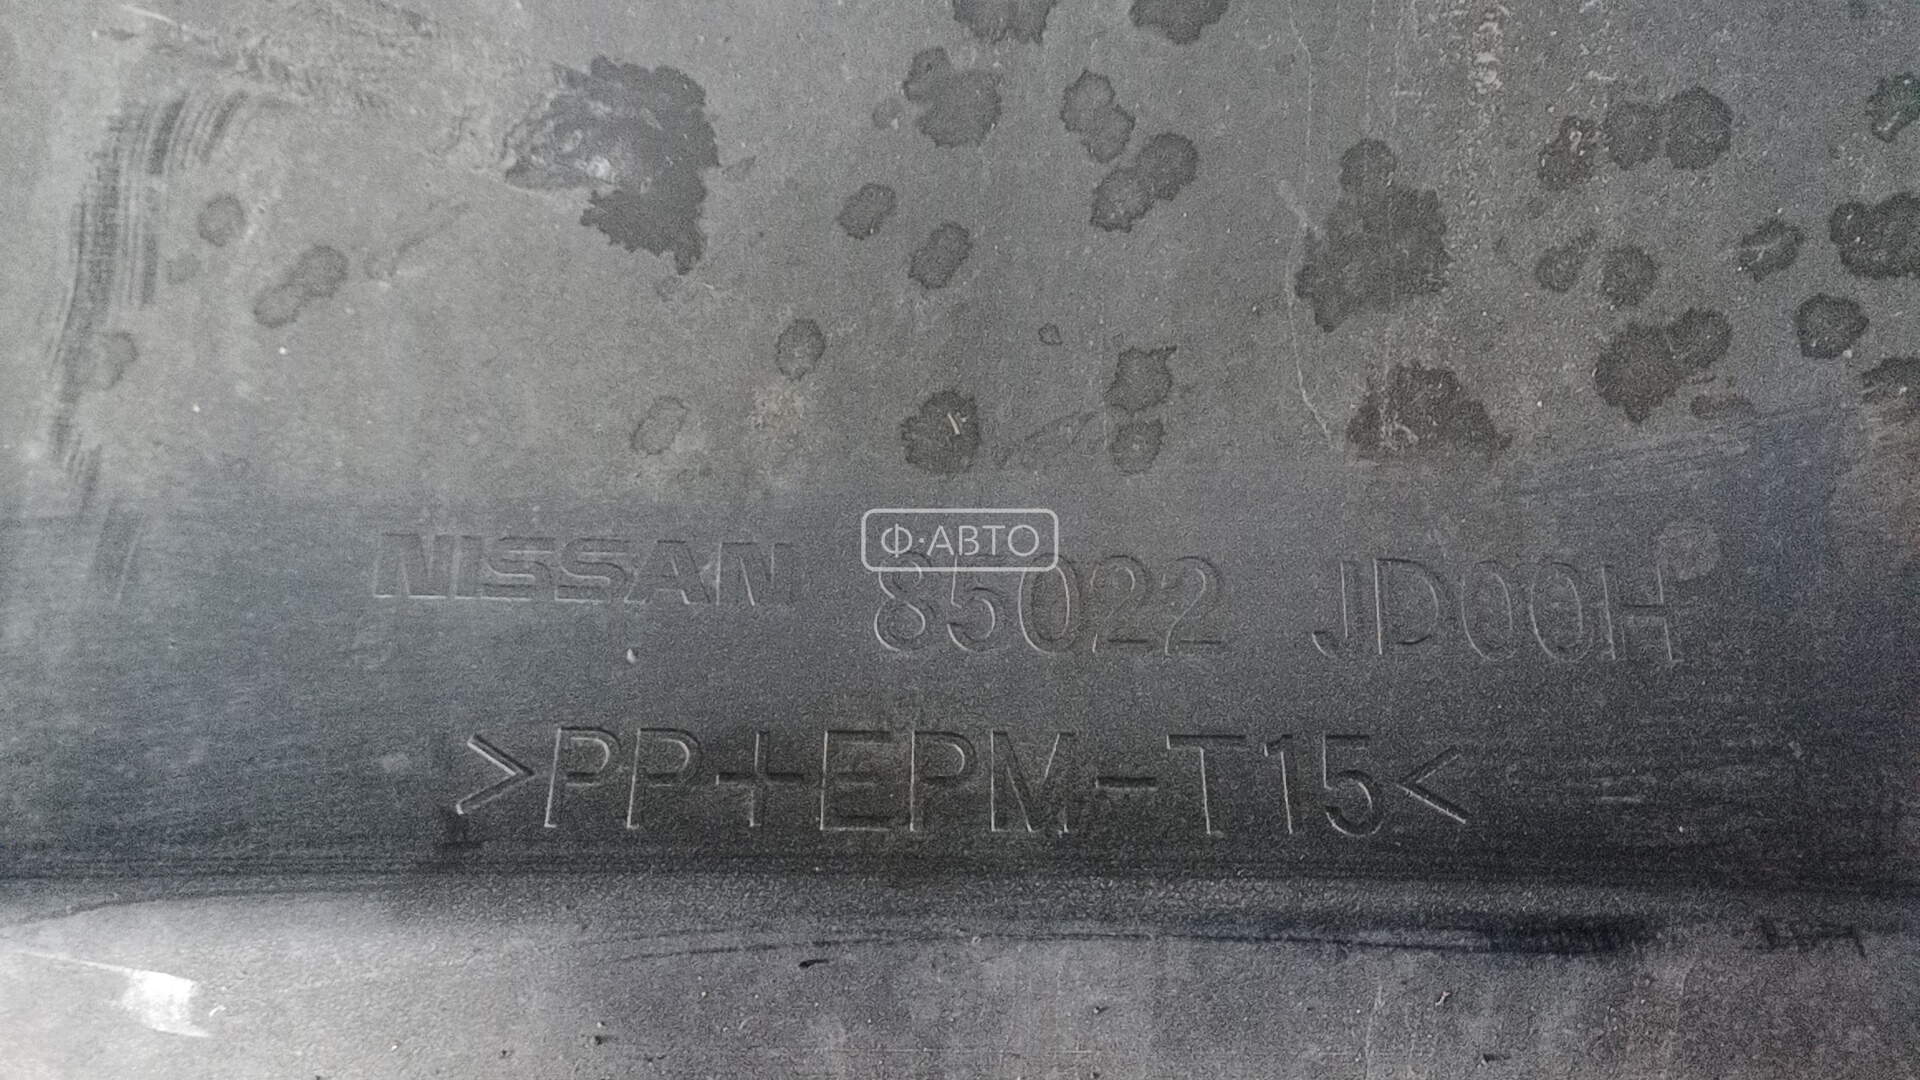 Ф·АВТО
NISSAN 85022 JD00H
>PP+EPM-T15<